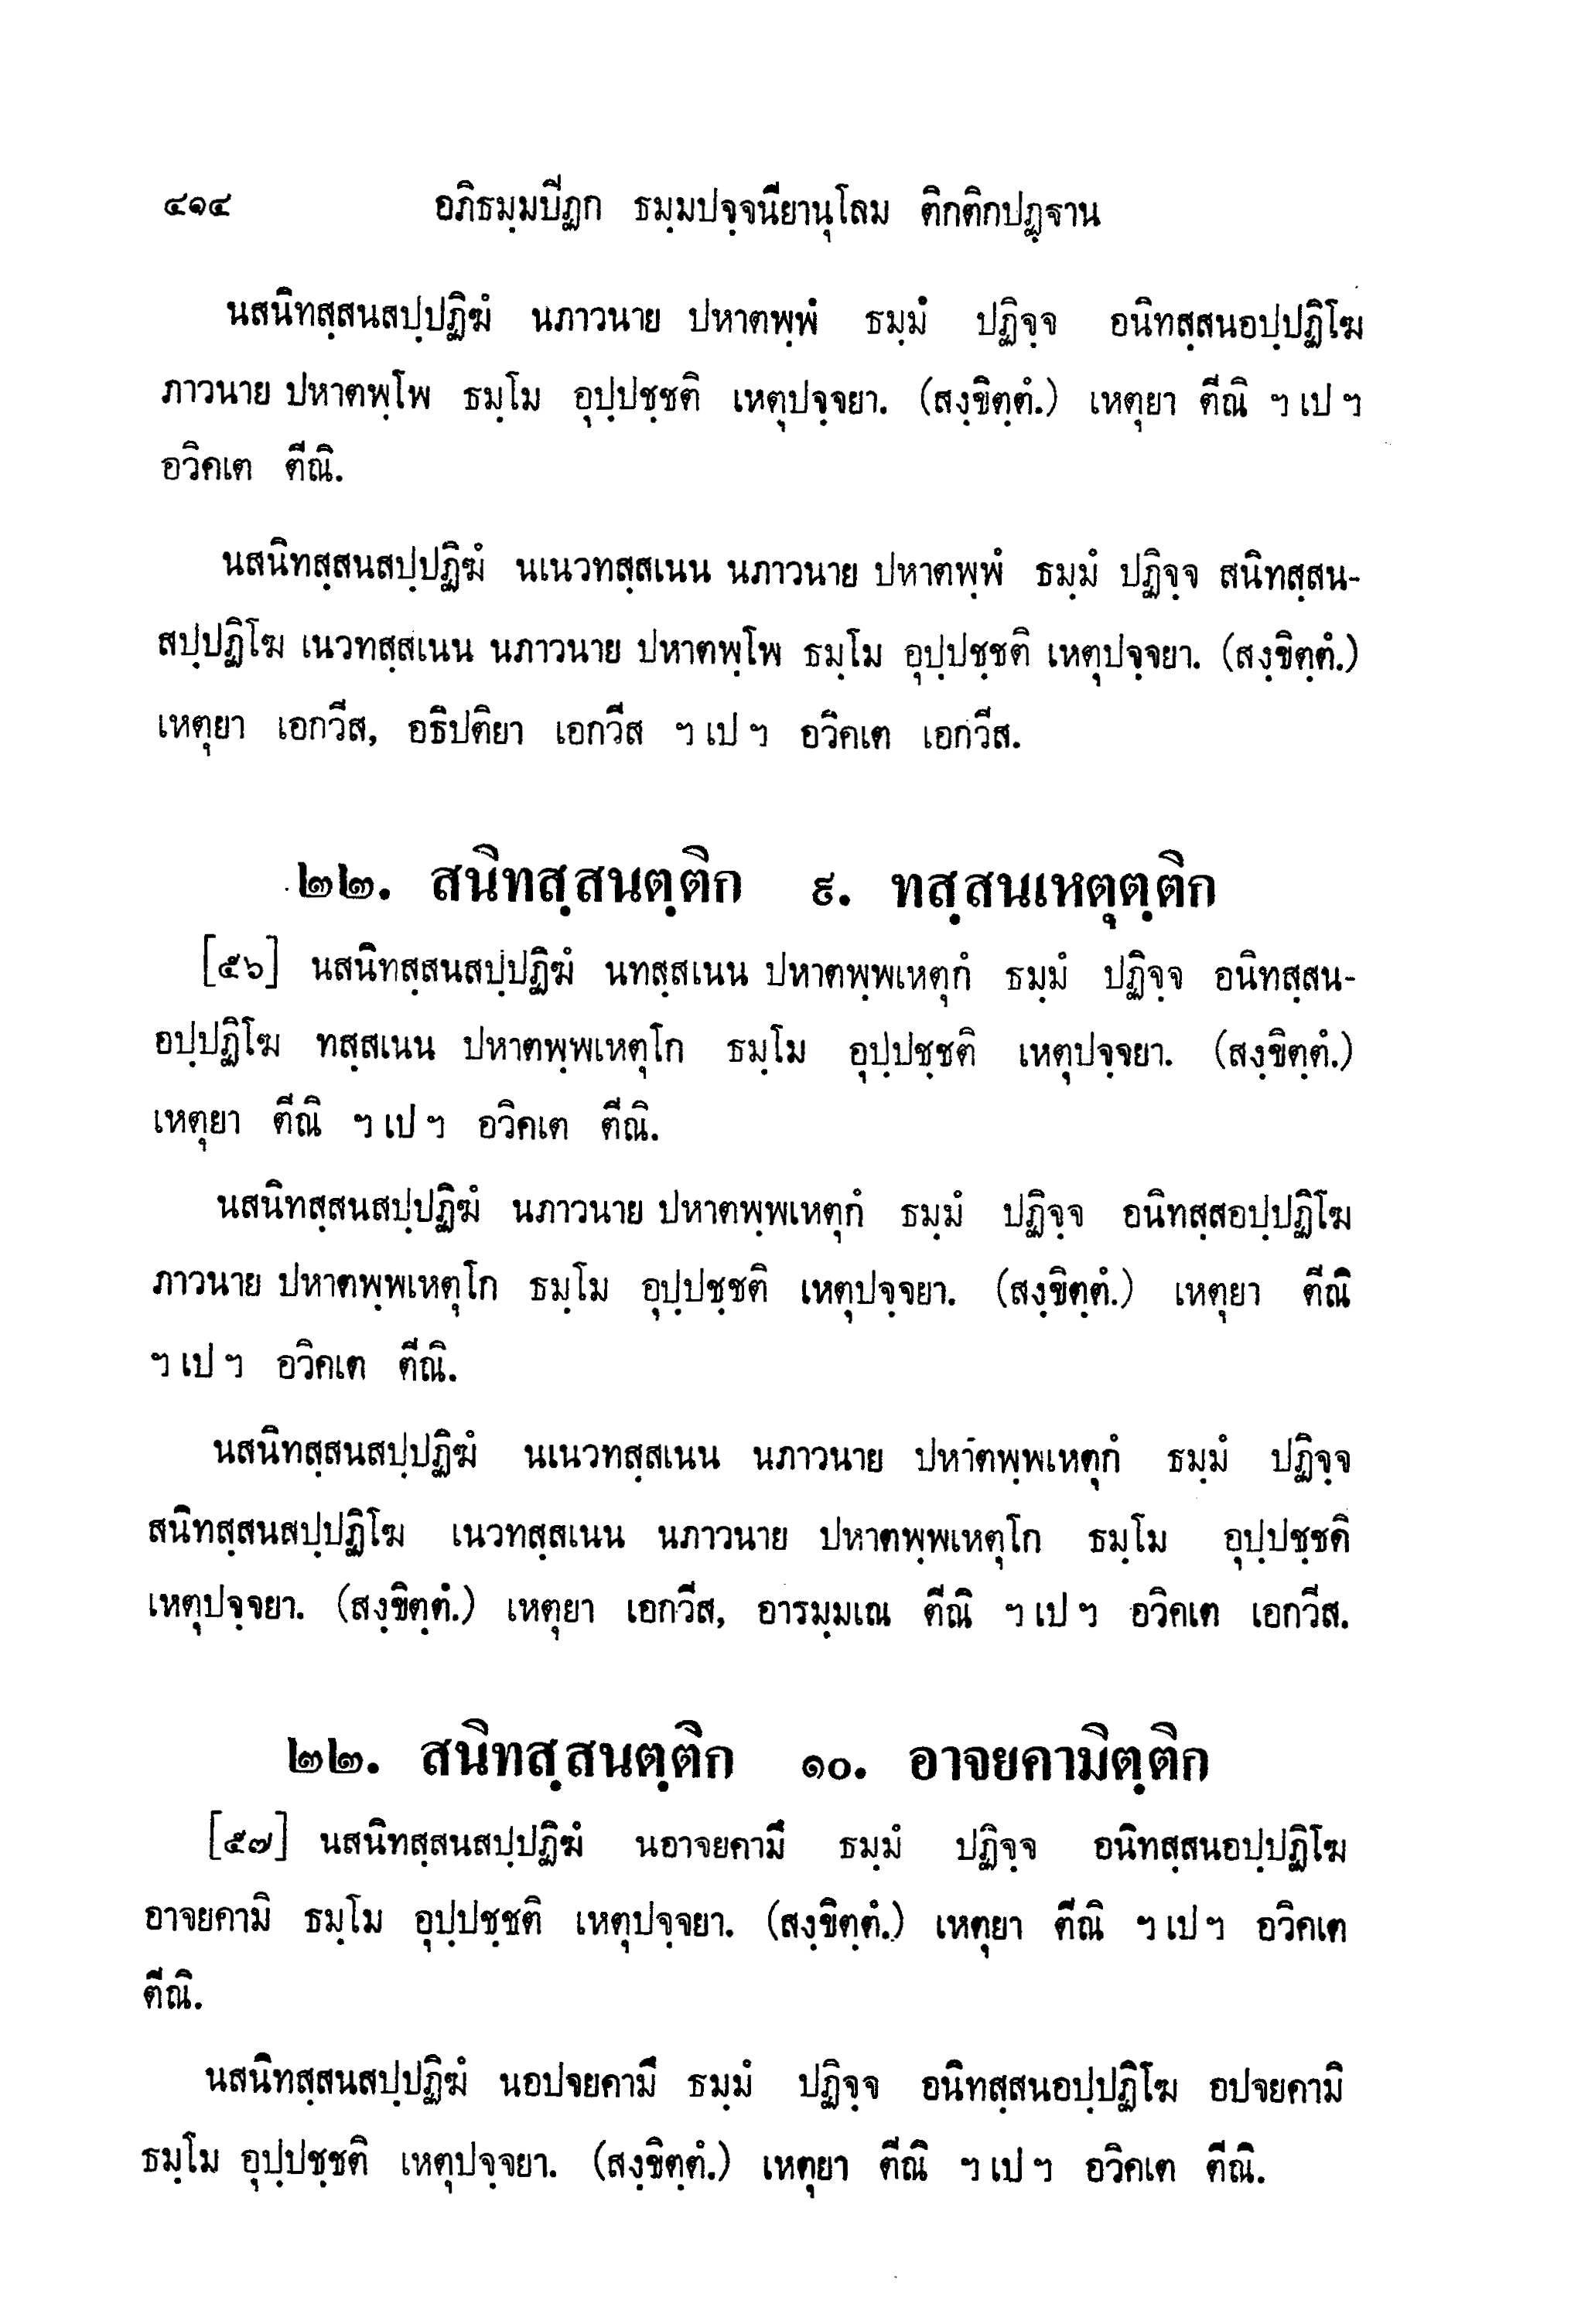 ๔๑๔ อภิธมฺมปีฏก ธมฺมปจฺจนียานุโลม ติกติกปฏฺฐาน
นสนิทสฺสนสปฺปฏิฆํ นภาวนาย ปหาตพฺพํ ธมฺมํ ปฏิจฺจ อนิทสฺสนอปฺปฏิโฆ
ภาวนาย ปหาตพฺโพ ธมฺโม อุปฺปชฺชติ เหตุปจฺจยา. (สงฺขิตฺตํ.) เหตุยา ตีณิ ฯ เป ฯ
อวิคเต ตีณิ.
นสนิทสฺสนสปฺปฏิฆํ นเนวทสฺสเนน นภาวนาย ปหาตพฺพํ ธมฺมํ ปฏิจฺจ สนิทสฺสน-
สปฺปฏิโฆ เนวทสฺสเนน นภาวนาย ปหาตพฺโพ ธมฺโม อุปฺปชฺชติ เหตุปจฺจยา. (สงฺขิตฺตํ.)
เหตุยา เอกวีส, อธิปติยา เอกวีส ฯ เป ฯ อวิคเต เอกวีส.
๒๒. สนิทสฺสนตฺติก ๙. ทสฺสนเหตุตฺติก
[๕๖] นสนิทสฺสนสปฺปฏิฆํ นทสฺสเนน ปหาตพฺพเหตุกํ ธมฺมํ ปฏิจฺจ อนิทสฺสน-
อปฺปฏิโฆ ทสฺสเนน ปหาตพฺพเหตุโก ธมฺโม อุปฺปชฺชติ เหตุปจฺจยา. (สงฺขิตฺตํ.)
เหตุยา ตีณิ ฯ เป ฯ อวิคเต ตีณิ.
นสนิทสฺสนสปฺปฏิฆํ นภาวนาย ปหาตพฺพเหตุกํ ธมฺมํ ปฏิจฺจ อนิทสฺสอปฺปฏิโฆ
ภาวนาย ปหาตพฺพเหตุโก ธมฺโม อุปฺปชฺชติ เหตุปจฺจยา. (สงฺขิตฺตํ.) เหตุยา ตีณิ
ฯ เป ฯ อวิคเต ตีณิ.
นสนิทสฺสนสปฺปฏิฆํ นเนวทสฺสเนน นภาวนาย ปหาตพฺพเหตุกํ ธมฺมํ ปฏิจฺจ
สนิทสฺสนสปฺปฏิโฆ เนวทสฺสเนน นภาวนาย ปหาตพฺพเหตุโก ธมฺโม อุปฺปชฺชติ
เหตุปจฺจยา. (สงฺขิตฺตํ.) เหตุยา เอกวีส, อารมฺมเณ ตีณิ ฯ เป ฯ อวิคเต เอกวีส.
๒๒. สนิทสฺสนตฺติก ๑๐. อาจยคามิตฺติก
[๕๗] นสนิทสฺสนสปฺปฏิฆํ นอาจยคามึ ธมฺมํ ปฏิจฺจ อนิทสฺสนอปฺปฏิโฆ
อาจยคามิ ธมฺโม อุปฺปชฺชติ เหตุปจฺจยา. (สงฺขิตฺตํ.) เหตุยา ตีณิ ฯ เป ฯ อวิคเต
ตีณิ.
นสนิทสฺสนสปฺปฏิฆํ นอปจยคามึ ธมฺมํ ปฏิจฺจ อนิทสฺสนอปฺปฏิโฆ อปจยคามิ
ธมฺโม อุปฺปชฺชติ เหตุปจฺจยา. (สงฺขิตฺตํ.) เหตุยา ตีณิ ฯ เป ฯ อวิคเต ตีณิ.